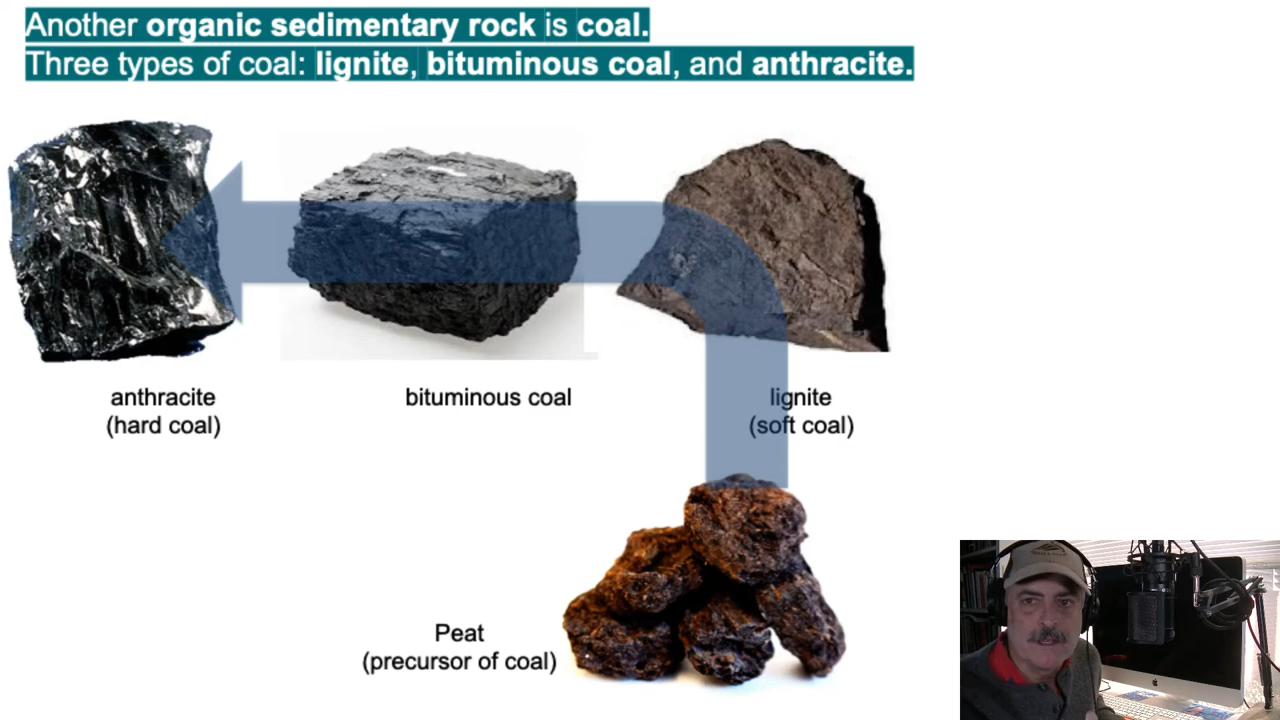 Another organic sedimentary rock is coal.
Three types of coal: lignite, bituminous coal, and anthracite.
anthracite
(hard coal)
bituminous coal
lignite
(soft coal)
Peat
(precursor of coal)